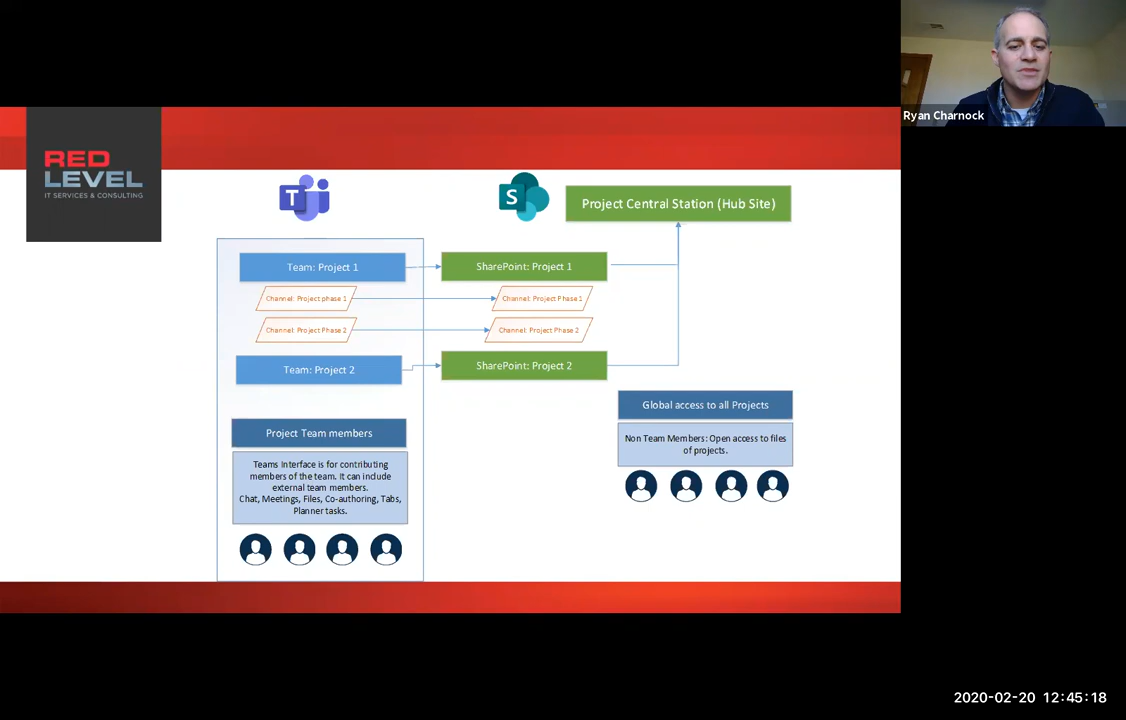 Ryan Charnock
RED
LEVEL
IT SERVICES & CONSULTING
T
S
Project Central Station (Hub Site)
Team: Project 1
SharePoint: Project 1
Channel: Project phase 1
Channel: Project Phase 1
Channel: Project Phase 2
Channel: Project Phase 2
Team: Project 2
SharePoint: Project 2
Global access to all Projects
Non Team Members: Open access to files
of projects.
Project Team members
Teams Interface is for contributing
members of the team. It can include
external team members.
Chat, Meetings, Files, Co-authoring, Tabs,
Planner tasks.
2020-02-20 12:45:18